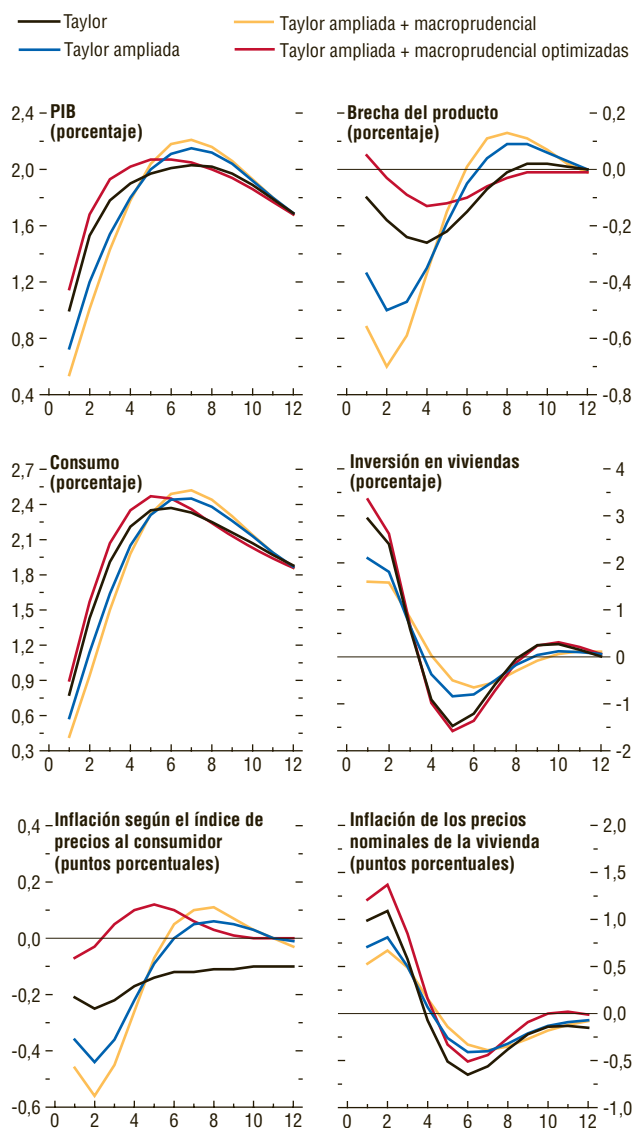 Taylor
Taylor ampliada + macroprudencial
Taylor ampliada
Taylor ampliada + macroprudencial optimizadas
PIB
(porcentaje)
2,4
2,0
1,6
1,2
0,8
0,4
0 2 4 6 8 10 12
Brecha del producto
(porcentaje)
0,2
0,0
-0,2
-0,4
-0,6
-0,8
0 2 4 6 8 10 12
Consumo
(porcentaje)
2,7
2,4
2,1
1,8
1,5
1,2
0,9
0,6
0,3
0 2 4 6 8 10 12
Inversión en viviendas
(porcentaje)
4
3
2
1
0
-1
-2
0 2 4 6 8 10 12
Inflación según el índice de
precios al consumidor
(puntos porcentuales)
0,4
0,2
0,0
-0,2
-0,4
-0,6
0 2 4 6 8 10 12
Inflación de los precios
nominales de la vivienda
(puntos porcentuales)
2,0
1,5
1,0
0,5
0,0
-0,5
-1,0
0 2 4 6 8 10 12